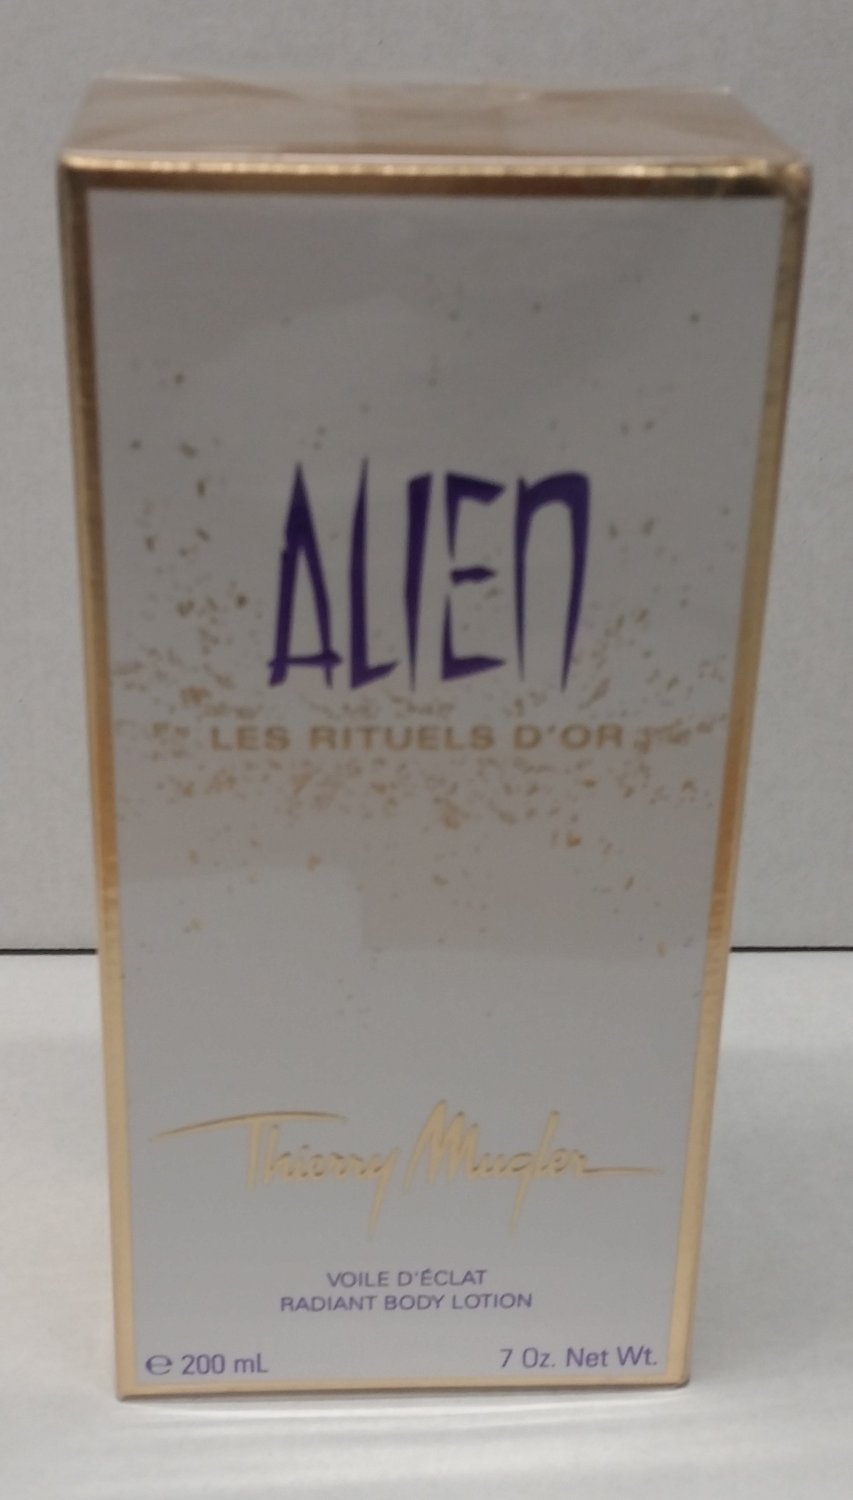 ALIEN
LES RITUELS D'OR
Thierry Mugler
VOILE D'ÉCLAT
RADIANT BODY LOTION
℮ 200 mL 7 Oz. Net Wt.